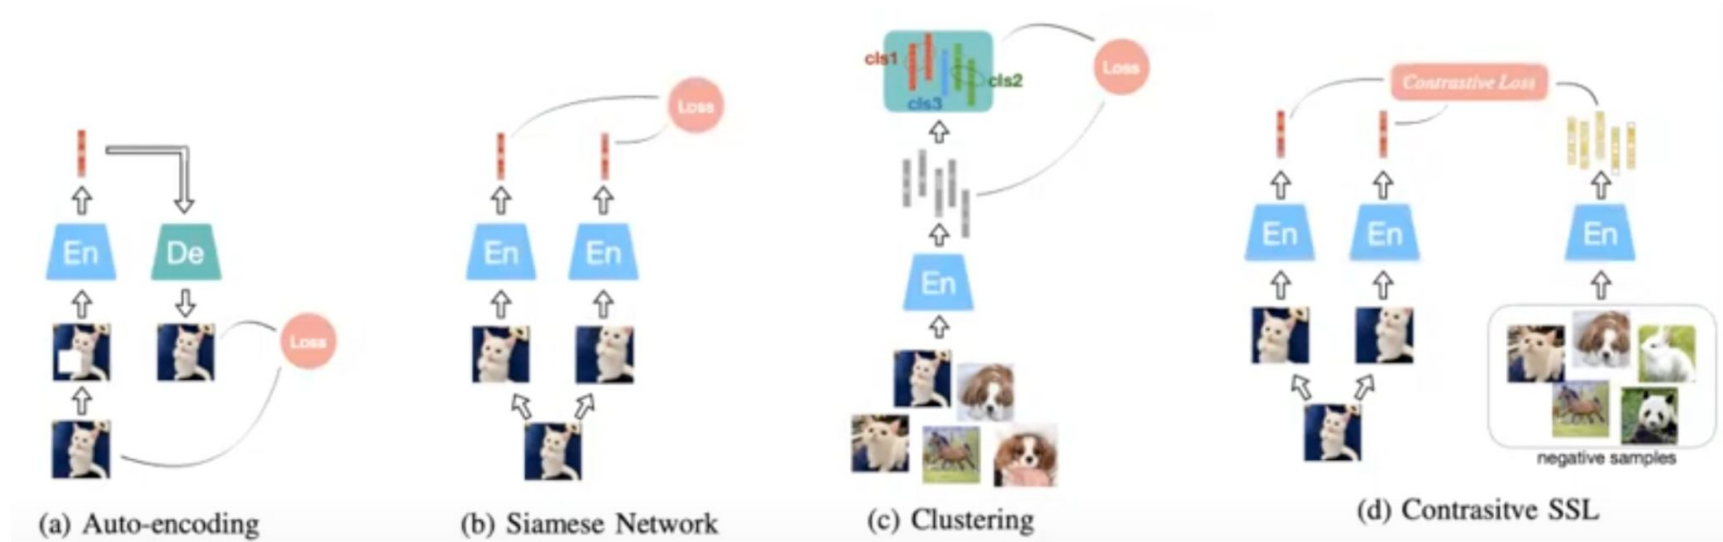 En
De
Loss
(a) Auto-encoding
En
En
Loss
(b) Siamese Network
cls1
cls2
cls3
Loss
En
(c) Clustering
Contrastive Loss
En
En
En
negative samples
(d) Contrasitve SSL